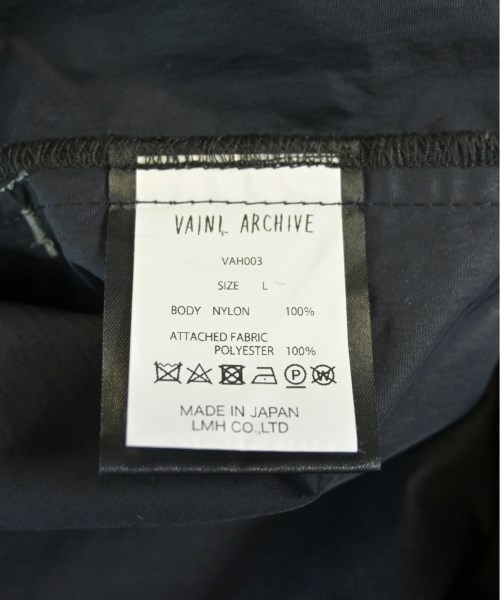 VAINL ARCHIVE
VAH003
SIZE L
BODY NYLON 100%
ATTACHED FABRIC
POLYESTER 100%
P W
MADE IN JAPAN
LMH CO.,LTD